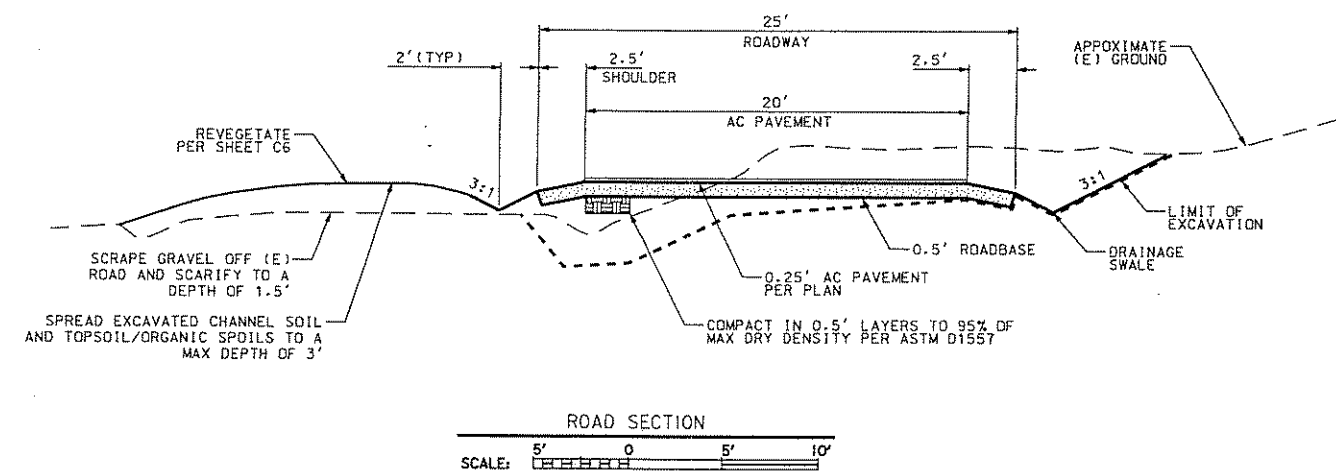 25'
ROADWAY
2'(TYP)
2.5'
SHOULDER
2.5'
APPOXIMATE
(E) GROUND
20'
AC PAVEMENT
REVEGETATE
PER SHEET C6
3:1
3:1
LIMIT OF
EXCAVATION
SCRAPE GRAVEL OFF (E)
ROAD AND SCARIFY TO A
DEPTH OF 1.5'
0.5' ROADBASE
DRAINAGE
SWALE
0.25' AC PAVEMENT
PER PLAN
SPREAD EXCAVATED CHANNEL SOIL
AND TOPSOIL/ORGANIC SPOILS TO A
MAX DEPTH OF 3'
COMPACT IN 0.5' LAYERS TO 95% OF
MAX DRY DENSITY PER ASTM D1557
ROAD SECTION
SCALE: 5' 0 5' 10'